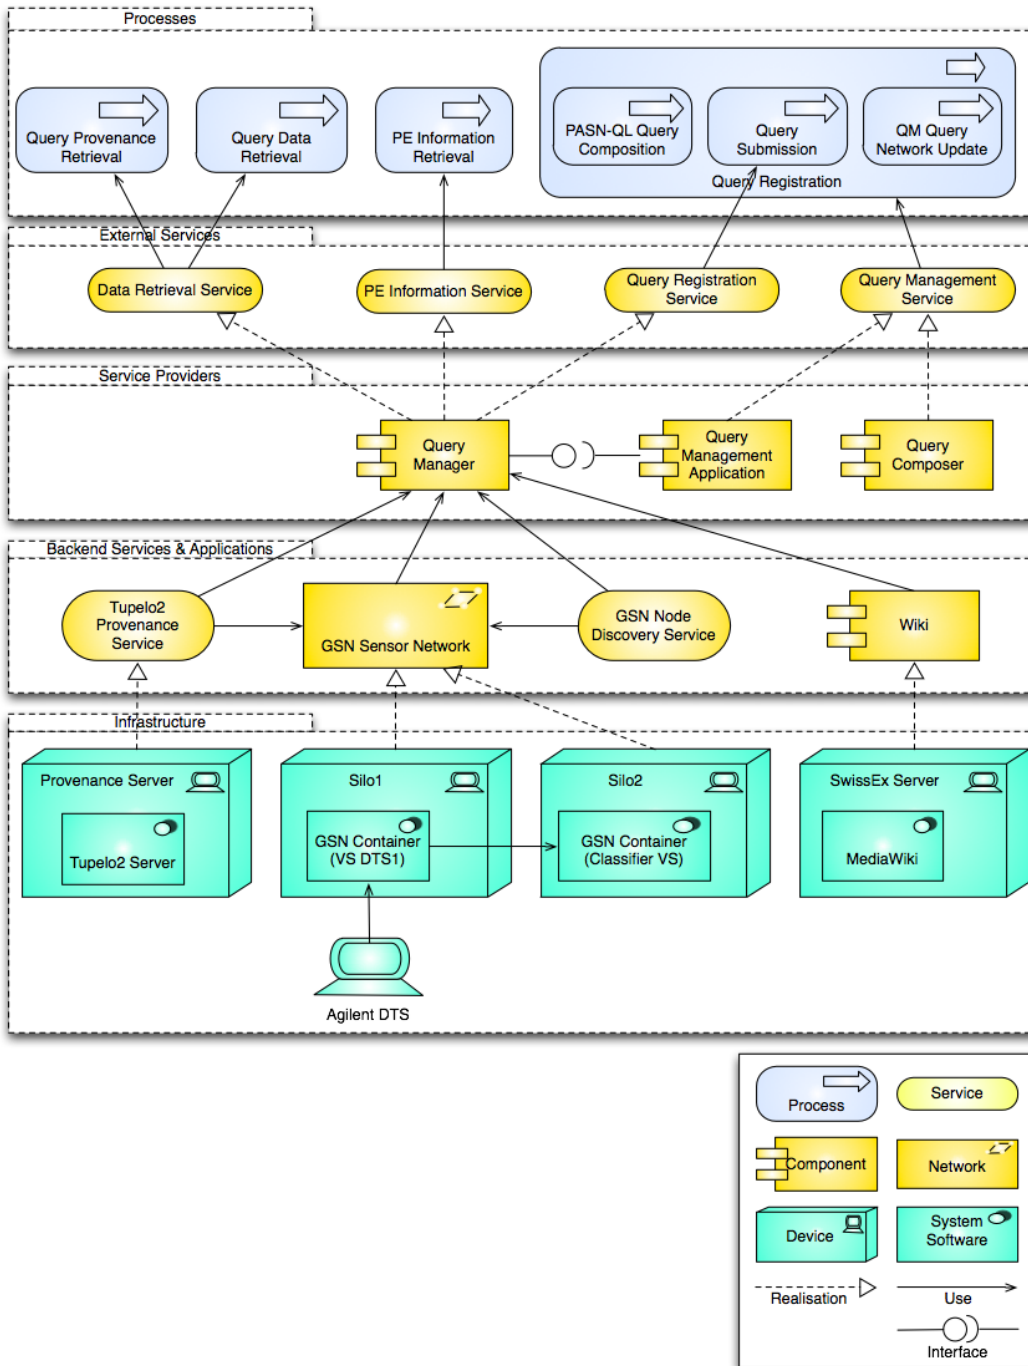 Processes
Query Provenance
Retrieval
Query Data
Retrieval
PE Information
Retrieval
PASN-QL Query
Composition
Query
Submission
QM Query
Network Update
Query Registration
External Services
Data Retrieval Service
PE Information Service
Query Registration
Service
Query Management
Service
Service Providers
Query
Manager
Query
Management
Application
Query
Composer
Backend Services & Applications
Tupelo2
Provenance
Service
GSN Sensor Network
GSN Node
Discovery Service
Wiki
Infrastructure
Provenance Server
Tupelo2 Server
Silo1
GSN Container
(VS DTS1)
Silo2
GSN Container
(Classifier VS)
SwissEx Server
MediaWiki
Agilent DTS
Process
Service
Component
Network
Device
System
Software
Realisation
Use
Interface